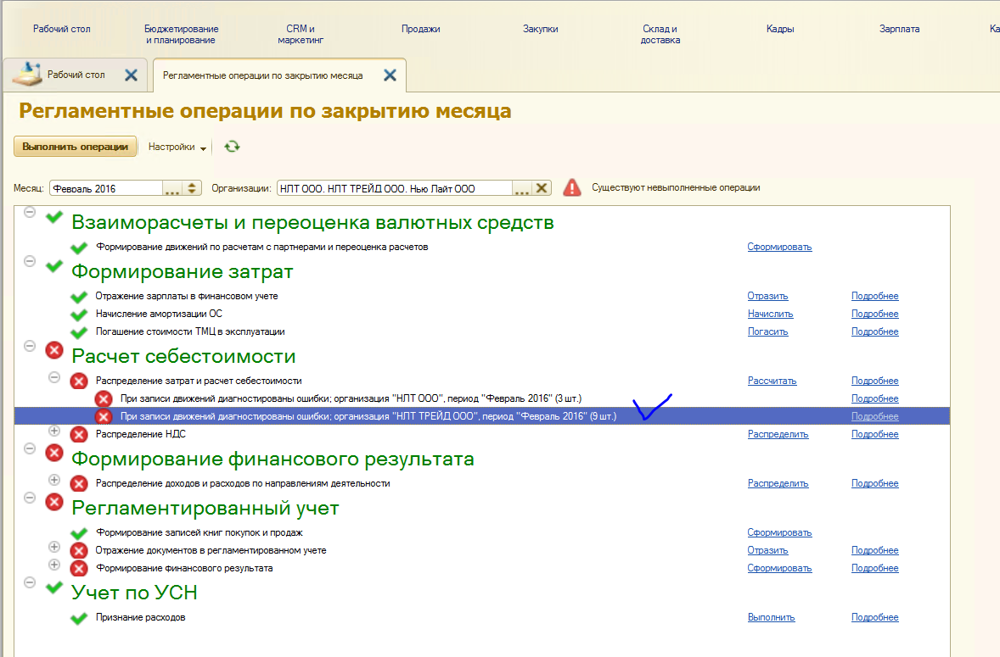 Рабочий стол
Бюджетирование
и планирование
CRM и
маркетинг
Продажи
Закупки
Склад и
доставка
Кадры
Зарплата
Ка
Рабочий стол
Регламентные операции по закрытию месяца
Регламентные операции по закрытию месяца
Выполнить операции Настройки
Месяц: Февраль 2016 ... Организации: НЛТ ООО. НЛТ ТРЕЙД ООО. Нью Лайт ООО ... Существуют невыполненные операции
Взаиморасчеты и переоценка валютных средств
Формирование движений по расчетам с партнерами и переоценка расчетов Сформировать
Формирование затрат
Отражение зарплаты в финансовом учете Отразить Подробнее
Начисление амортизации ОС Начислить Подробнее
Погашение стоимости ТМЦ в эксплуатации Погасить Подробнее
Расчет себестоимости
Распределение затрат и расчет себестоимости Рассчитать Подробнее
При записи движений диагностированы ошибки; организация "НЛТ ООО", период "Февраль 2016" (3 шт.) Подробнее
При записи движений диагностированы ошибки; организация "НЛТ ТРЕЙД ООО", период "Февраль 2016" (9 шт.) Подробнее
Распределение НДС Распределить Подробнее
Формирование финансового результата
Распределение доходов и расходов по направлениям деятельности Распределить Подробнее
Регламентированный учет
Формирование записей книг покупок и продаж Сформировать
Отражение документов в регламентированном учете Отразить Подробнее
Формирование финансового результата Сформировать Подробнее
Учет по УСН
Признание расходов Выполнить Подробнее